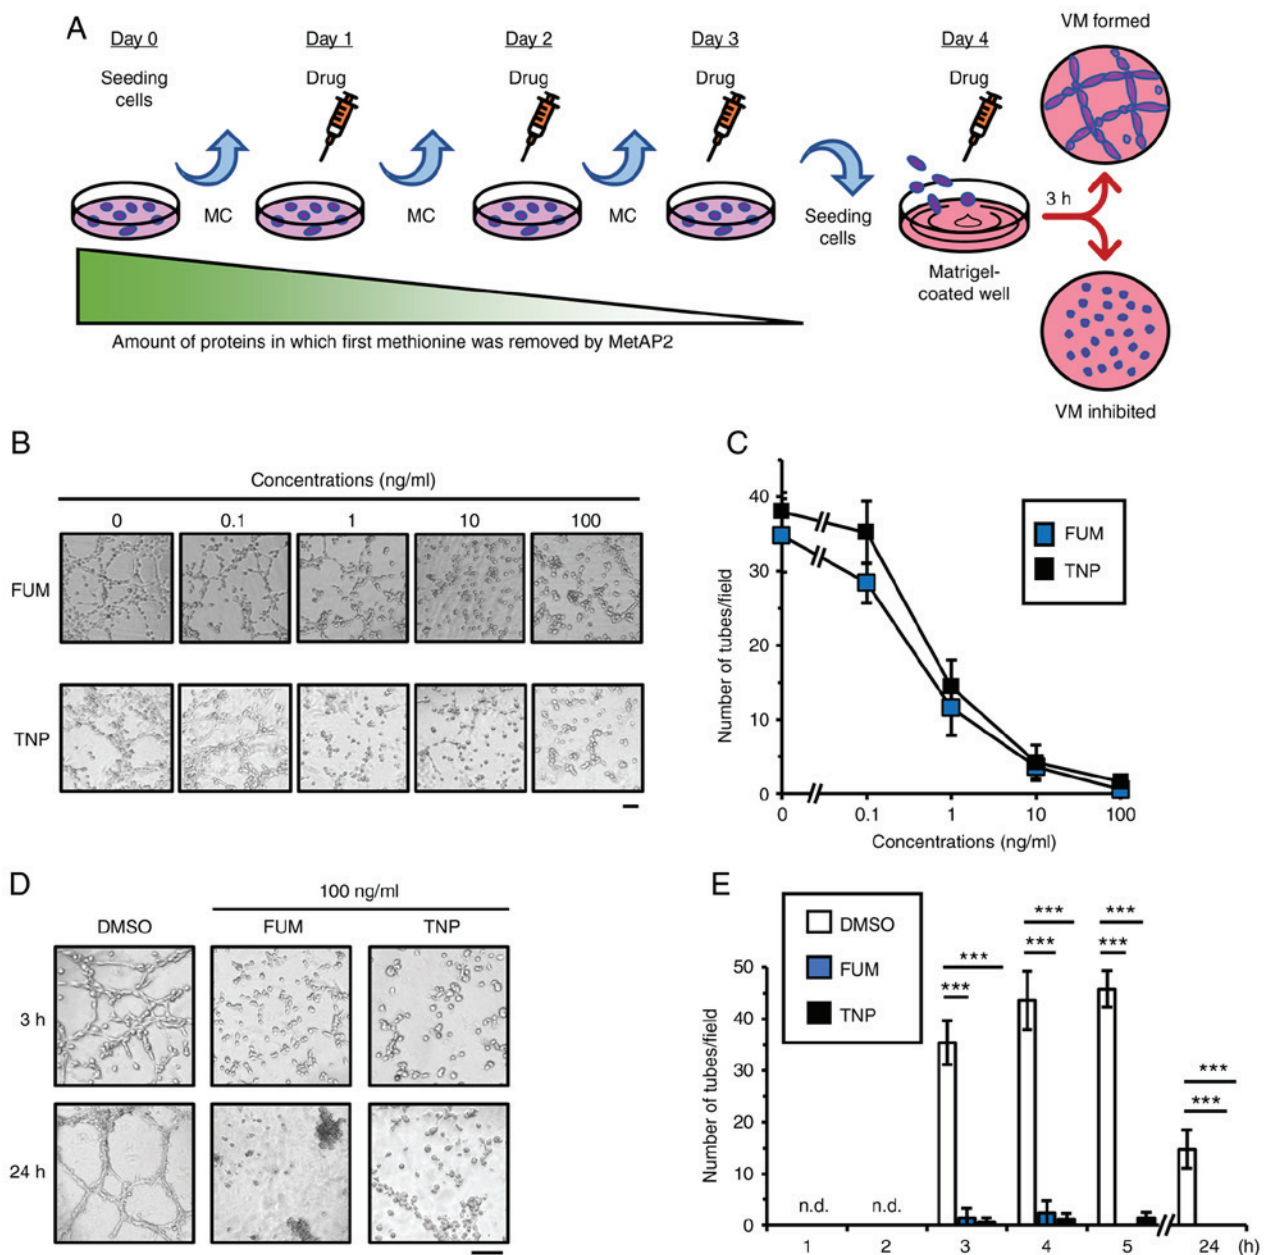 A
Day 0
Day 1
Day 2
Day 3
Day 4
VM formed
Seeding
cells
Drug
Drug
Drug
Drug
MC
MC
MC
Seeding
cells
3 h
Matrigel-
coated well
Amount of proteins in which first methionine was removed by MetAP2
VM inhibited
B
Concentrations (ng/ml)
0 0.1 1 10 100
FUM
TNP
C
Number of tubes/field
40
30
20
10
0
FUM
TNP
0 0.1 1 10 100
Concentrations (ng/ml)
D
100 ng/ml
DMSO FUM TNP
3 h
24 h
E
DMSO
FUM
TNP
Number of tubes/field
50
40
30
20
10
0
n.d.
n.d.
***
***
***
***
***
***
***
***
1 2 3 4 5 24 (h)